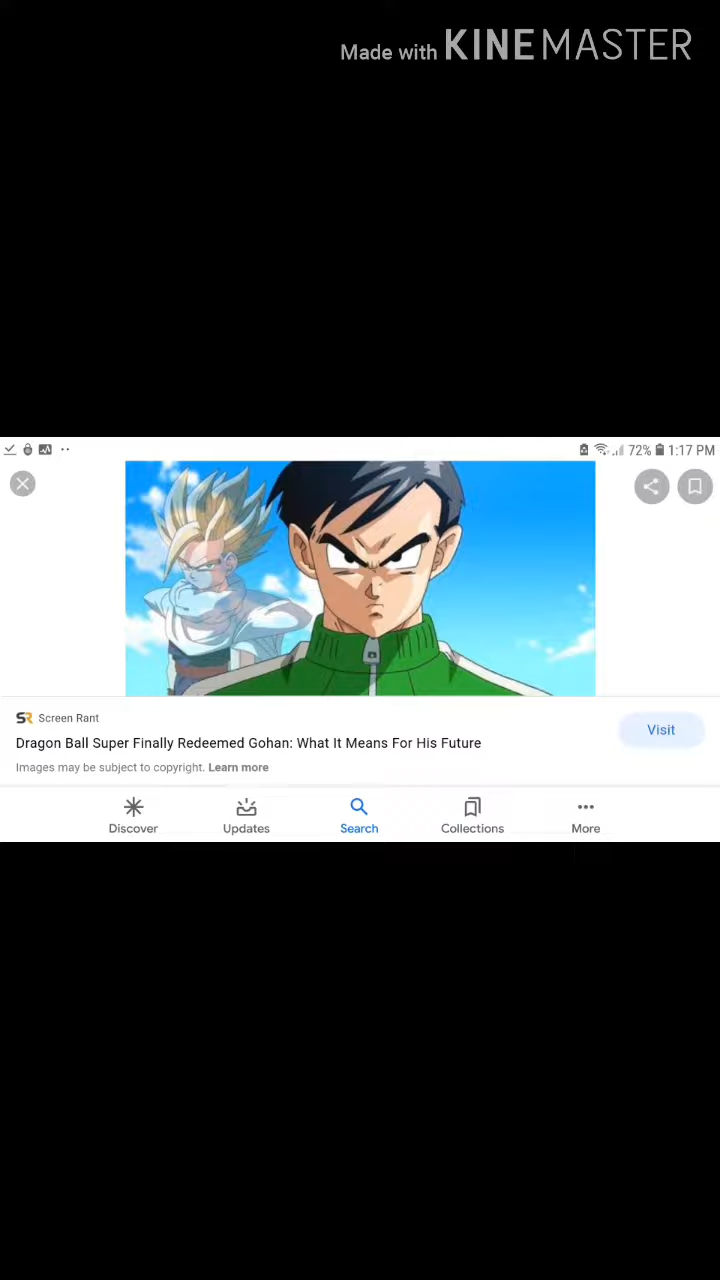 Made with KINEMASTER
72% 1:17 PM
SR Screen Rant
Dragon Ball Super Finally Redeemed Gohan: What It Means For His Future
Visit
Images may be subject to copyright. Learn more
Discover Updates Search Collections More